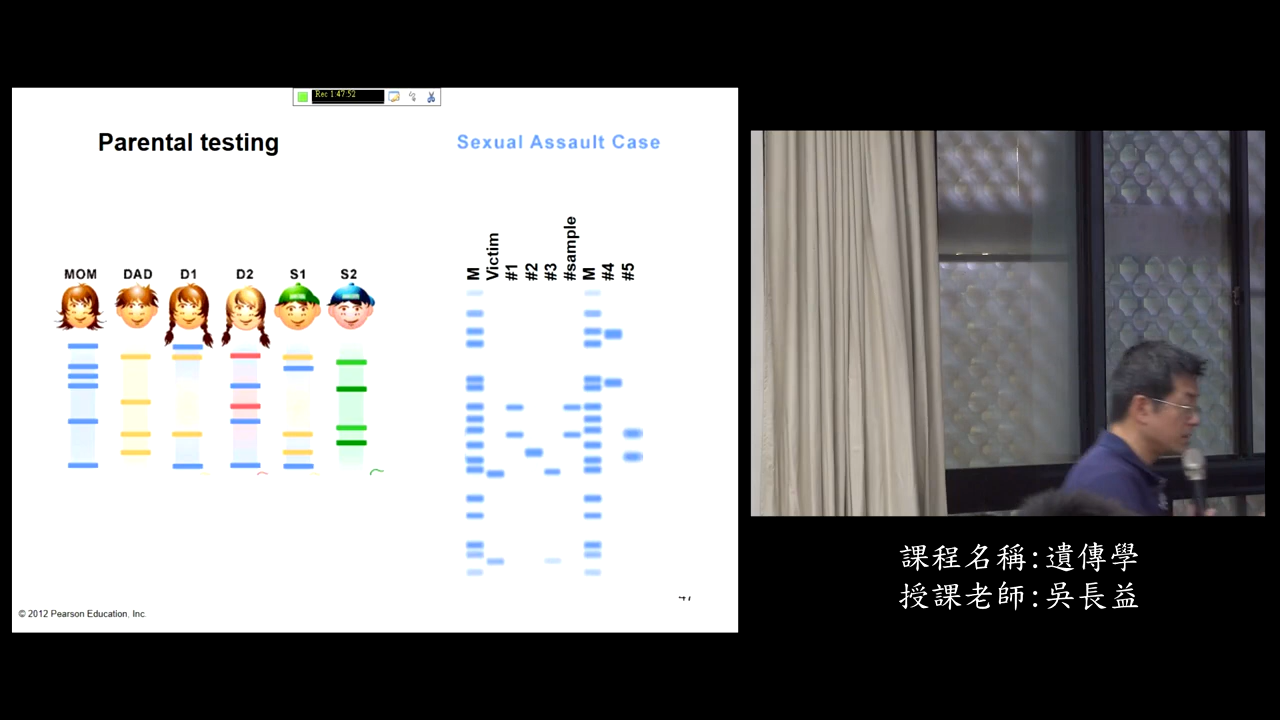 Rec 1:47:52
Parental testing
Sexual Assault Case
MOM DAD D1 D2 S1 S2
M Victim #1 #2 #3 #sample M #4 #5
© 2012 Pearson Education, Inc.
課程名稱:遺傳學
授課老師:吳長益